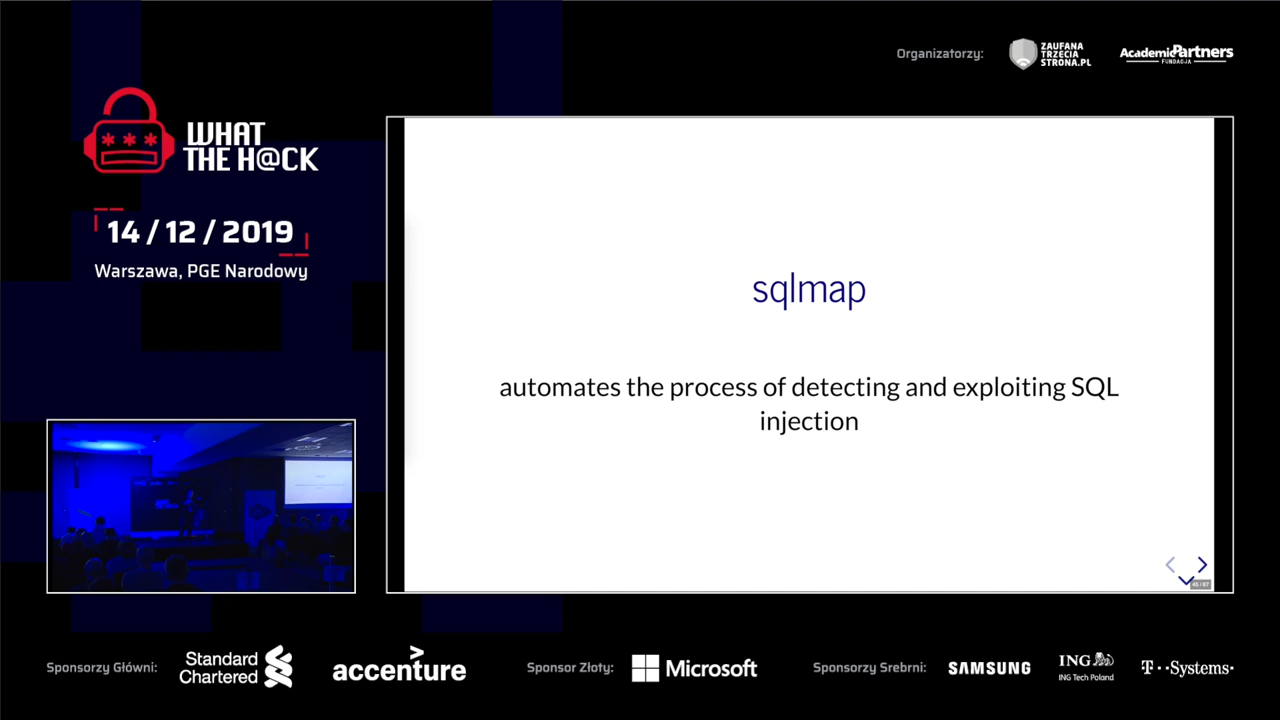 Organizatorzy:
ZAUFANA
TRZECIA
STRONA.PL
AcademicPartners
FUNDACJA
WHAT
THE H@CK
***
14 / 12 / 2019
Warszawa, PGE Narodowy
sqlmap
automates the process of detecting and exploiting SQL
injection
Sponsorzy Główni:
Standard
Chartered
accenture
Sponsor Złoty:
Microsoft
Sponsorzy Srebrni:
SAMSUNG
ING
ING Tech Poland
T··Systems·